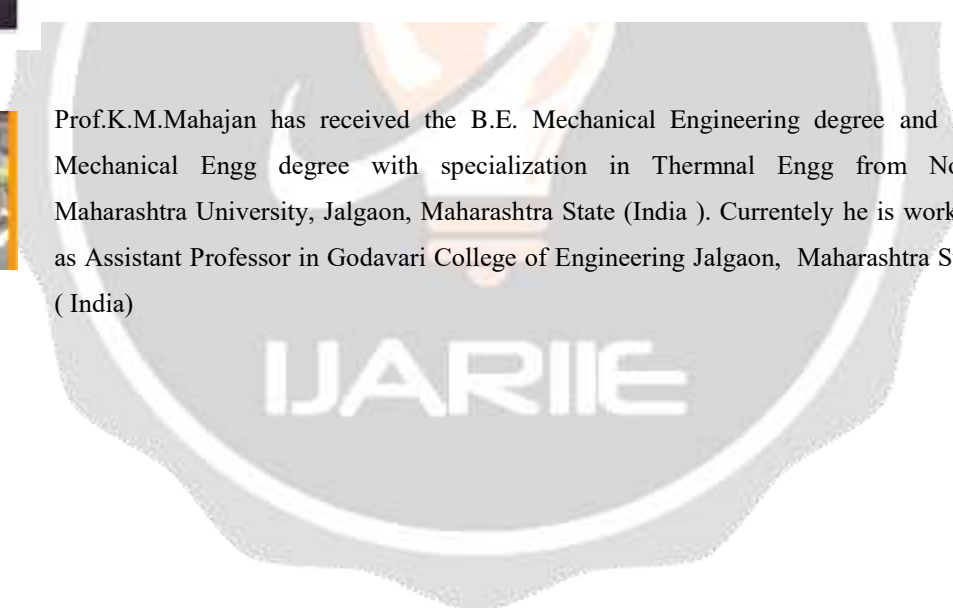 Prof.K.M.Mahajan has received the B.E. Mechanical Engineering degree and
Mechanical Engg degree with specialization in Thermnal Engg from
Maharashtra University, Jalgaon, Maharashtra State (India ). Currentely he is
as Assistant Professor in Godavari College of Engineering Jalgaon, Maharashtra
( India)
IJARIIE